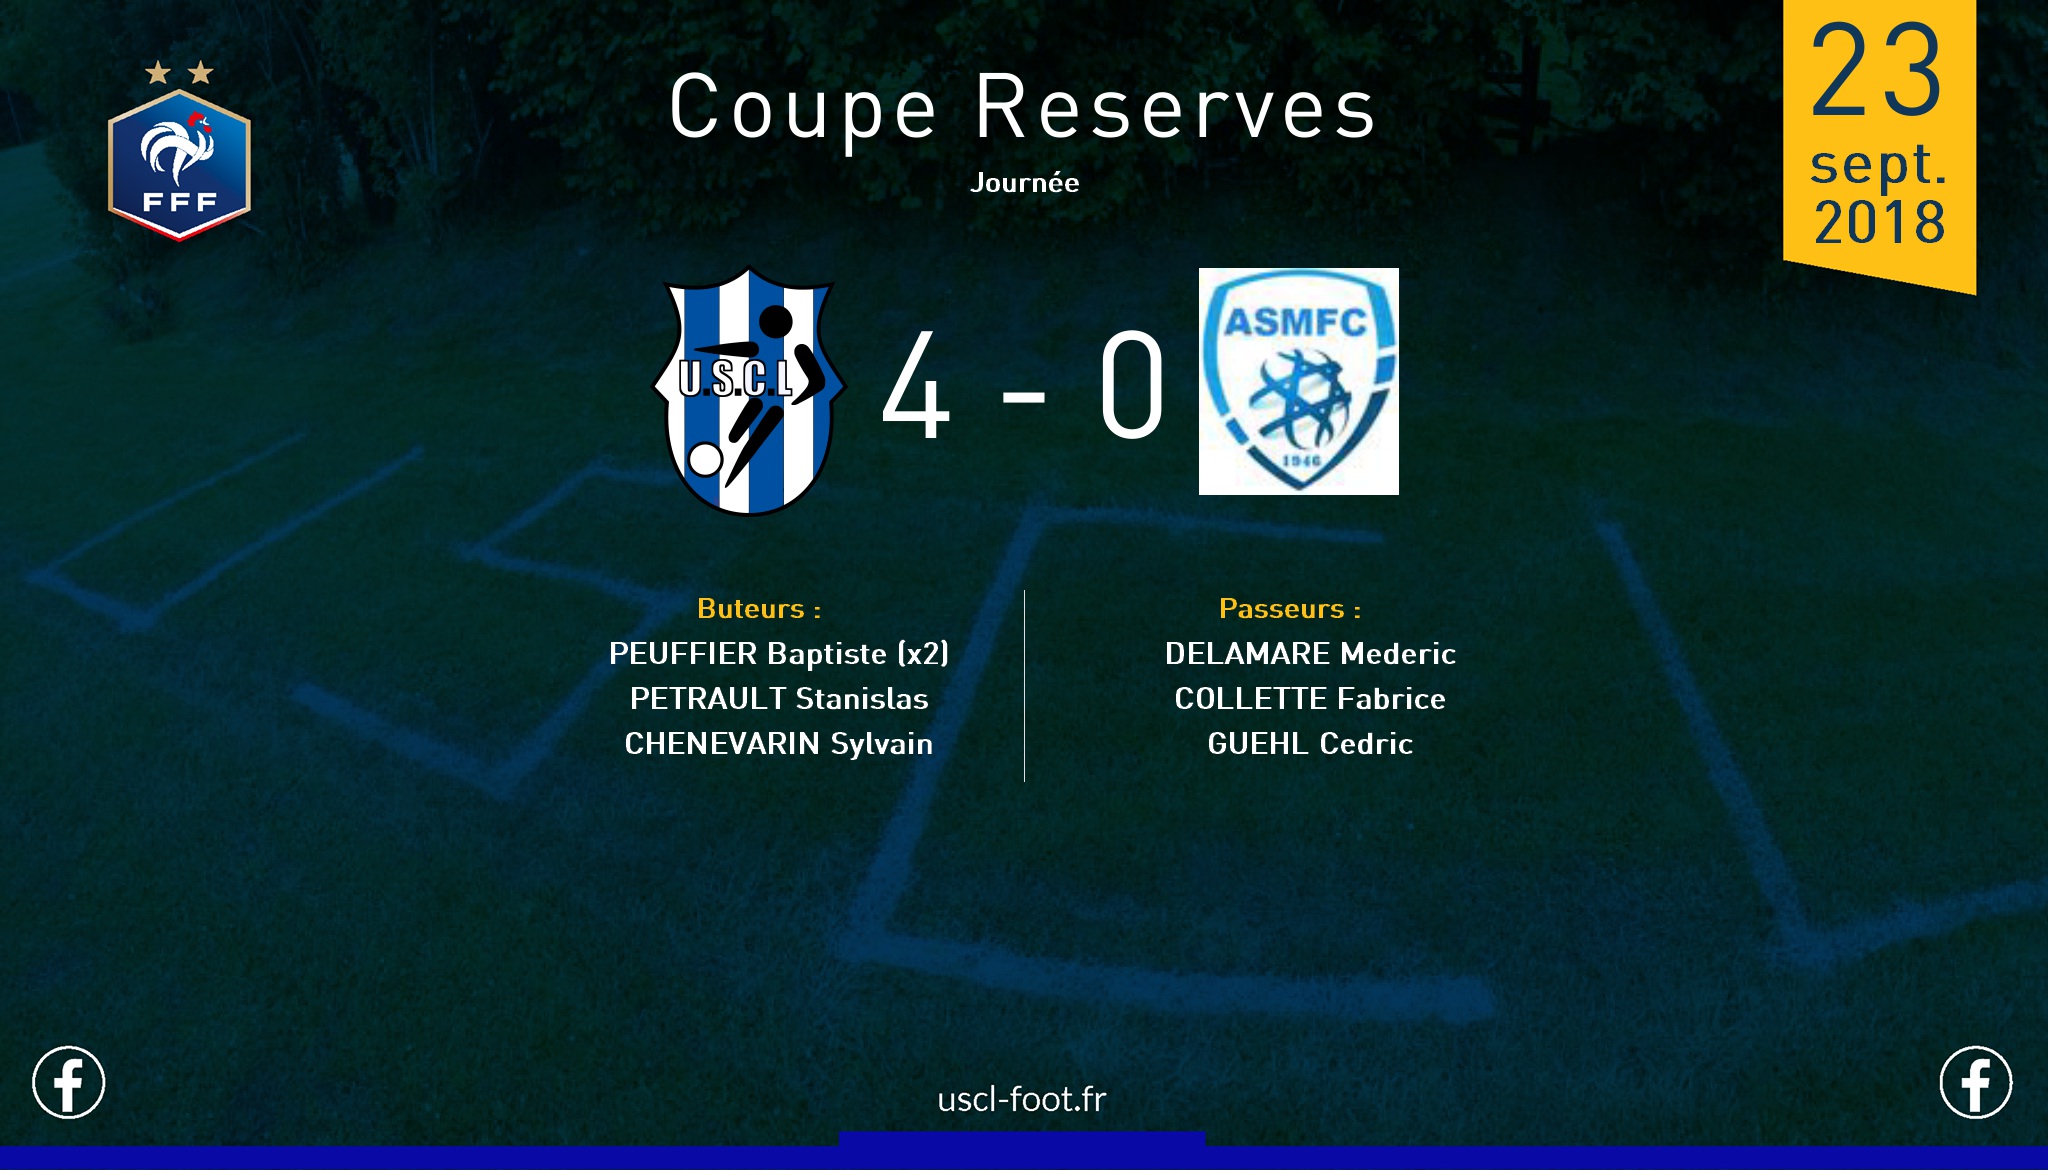 FFF
Coupe Reserves
Journée
23
sept.
2018
U.S.C.L
4 - 0
ASMFC
1946
Buteurs :
PEUFFIER Baptiste (x2)
PETRAULT Stanislas
CHENEVARIN Sylvain
Passeurs :
DELAMARE Mederic
COLLETTE Fabrice
GUEHL Cedric
USCL
uscl-foot.fr